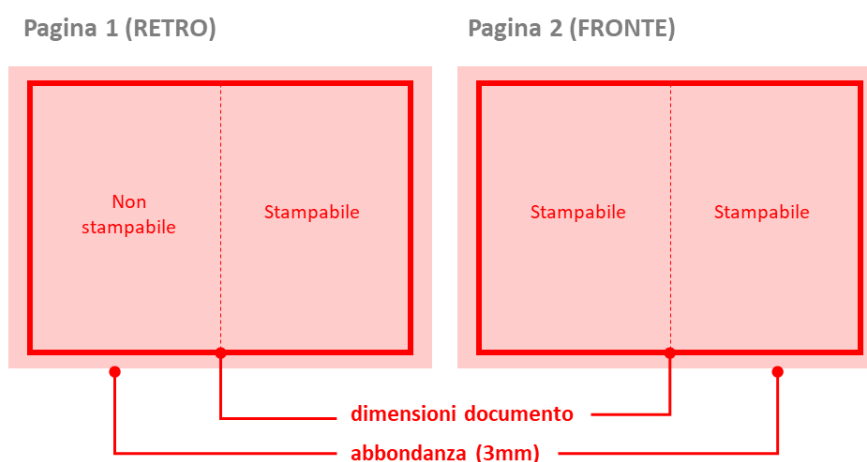 Pagina 1 (RETRO)
Pagina 2 (FRONTE)
Non
stampabile
Stampabile
Stampabile
Stampabile
dimensioni documento
abbondanza (3mm)